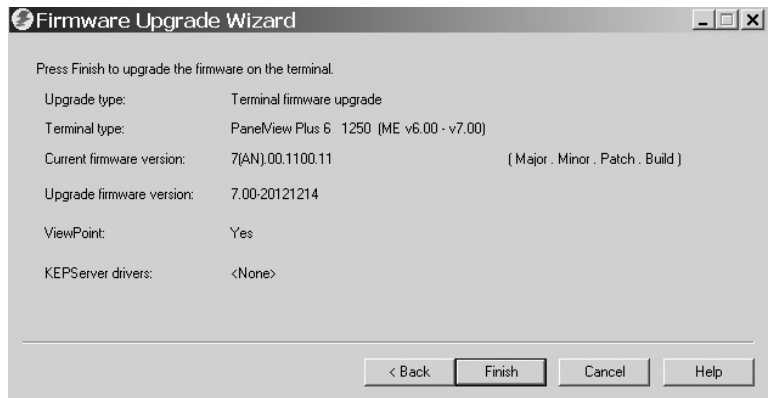 Firmware Upgrade Wizard
Press Finish to upgrade the firmware on the terminal.
Upgrade type: Terminal firmware upgrade
Terminal type: PanelView Plus 6 1250 (ME v6.00 - v7.00)
Current firmware version: 7(AN).00.1100.11 ( Major . Minor . Patch . Build )
Upgrade firmware version: 7.00-20121214
ViewPoint: Yes
KEPServer drivers: <None>
< Back Finish Cancel Help